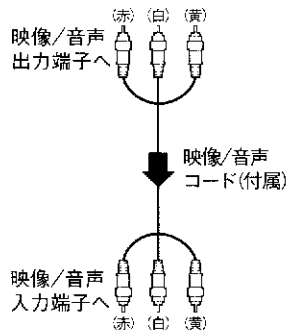 (赤) (白) (黄)
映像/音声
出力端子へ
映像/音声
コード(付属)
映像/音声
入力端子へ
(赤) (白) (黄)